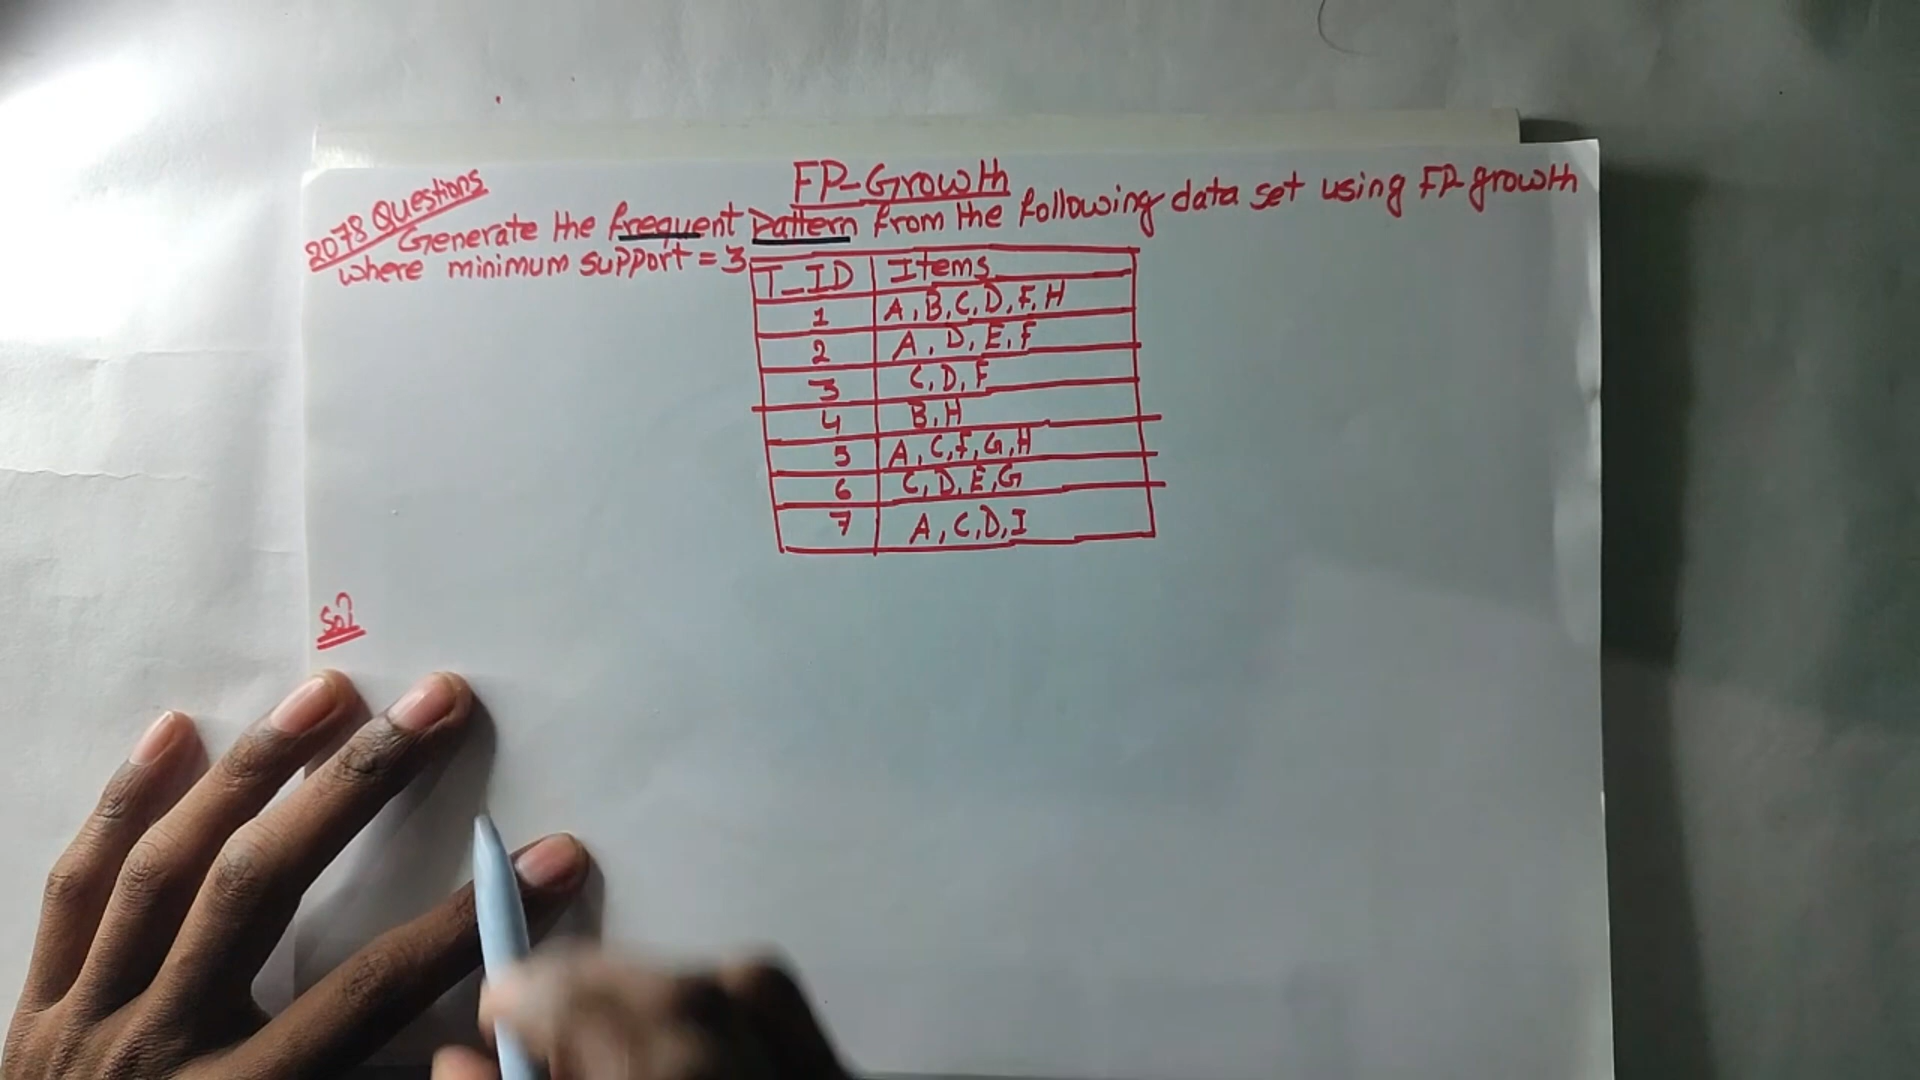 FP-Growth
2078 Questions
Generate the frequent Pattern from the following data set using FP-growth
where minimum support = 3
T_ID Items
1 A, B, C, D, F, H
2 A, D, E, F
3 C, D, F
4 B, H
5 A, C, F, G, H
6 C, D, E, G
7 A, C, D, I
Sol